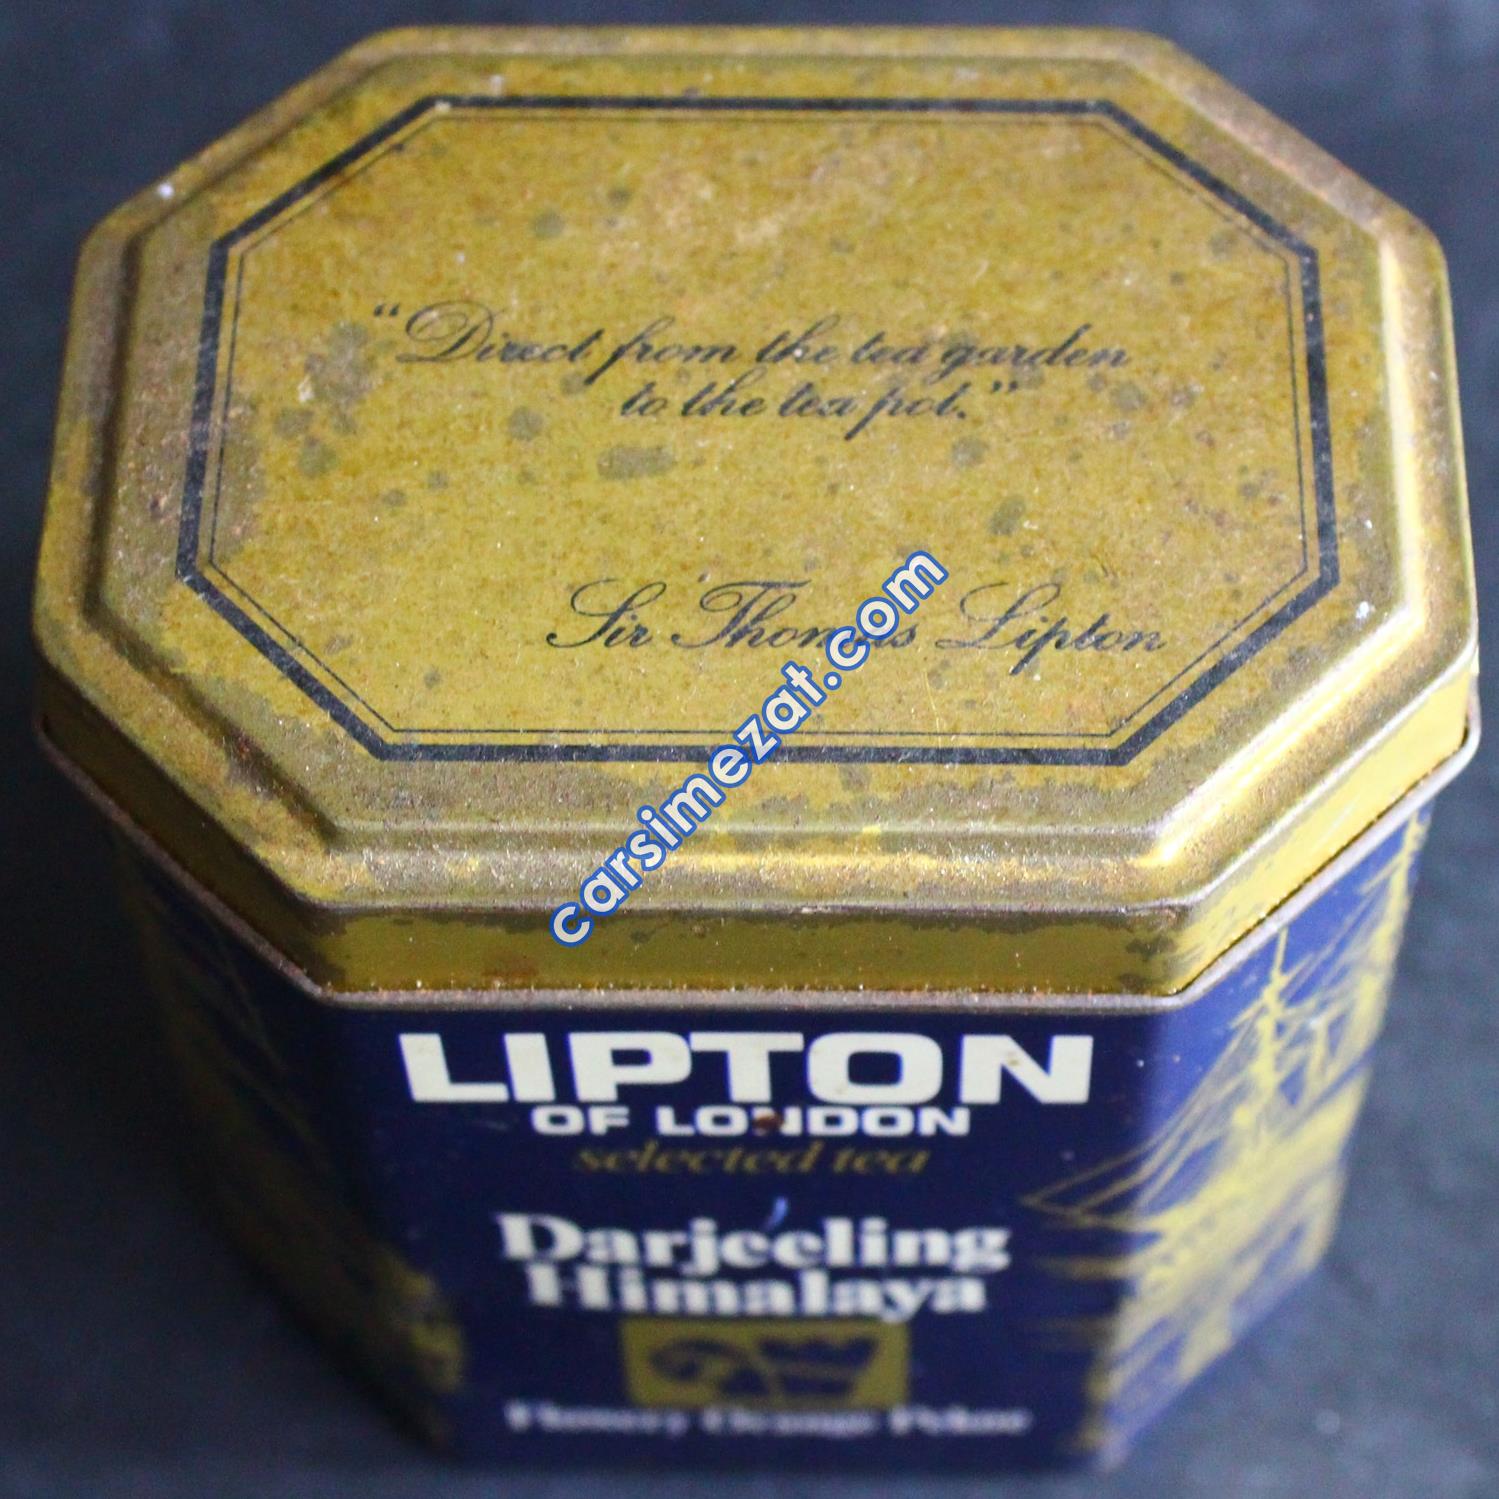 “Direct from the tea garden
to the tea pot.”
Sir Thomas Lipton
carsimezat.com
LIPTON
OF LONDON
selected tea
Darjeeling
Himalaya
Flowery Orange Pekoe